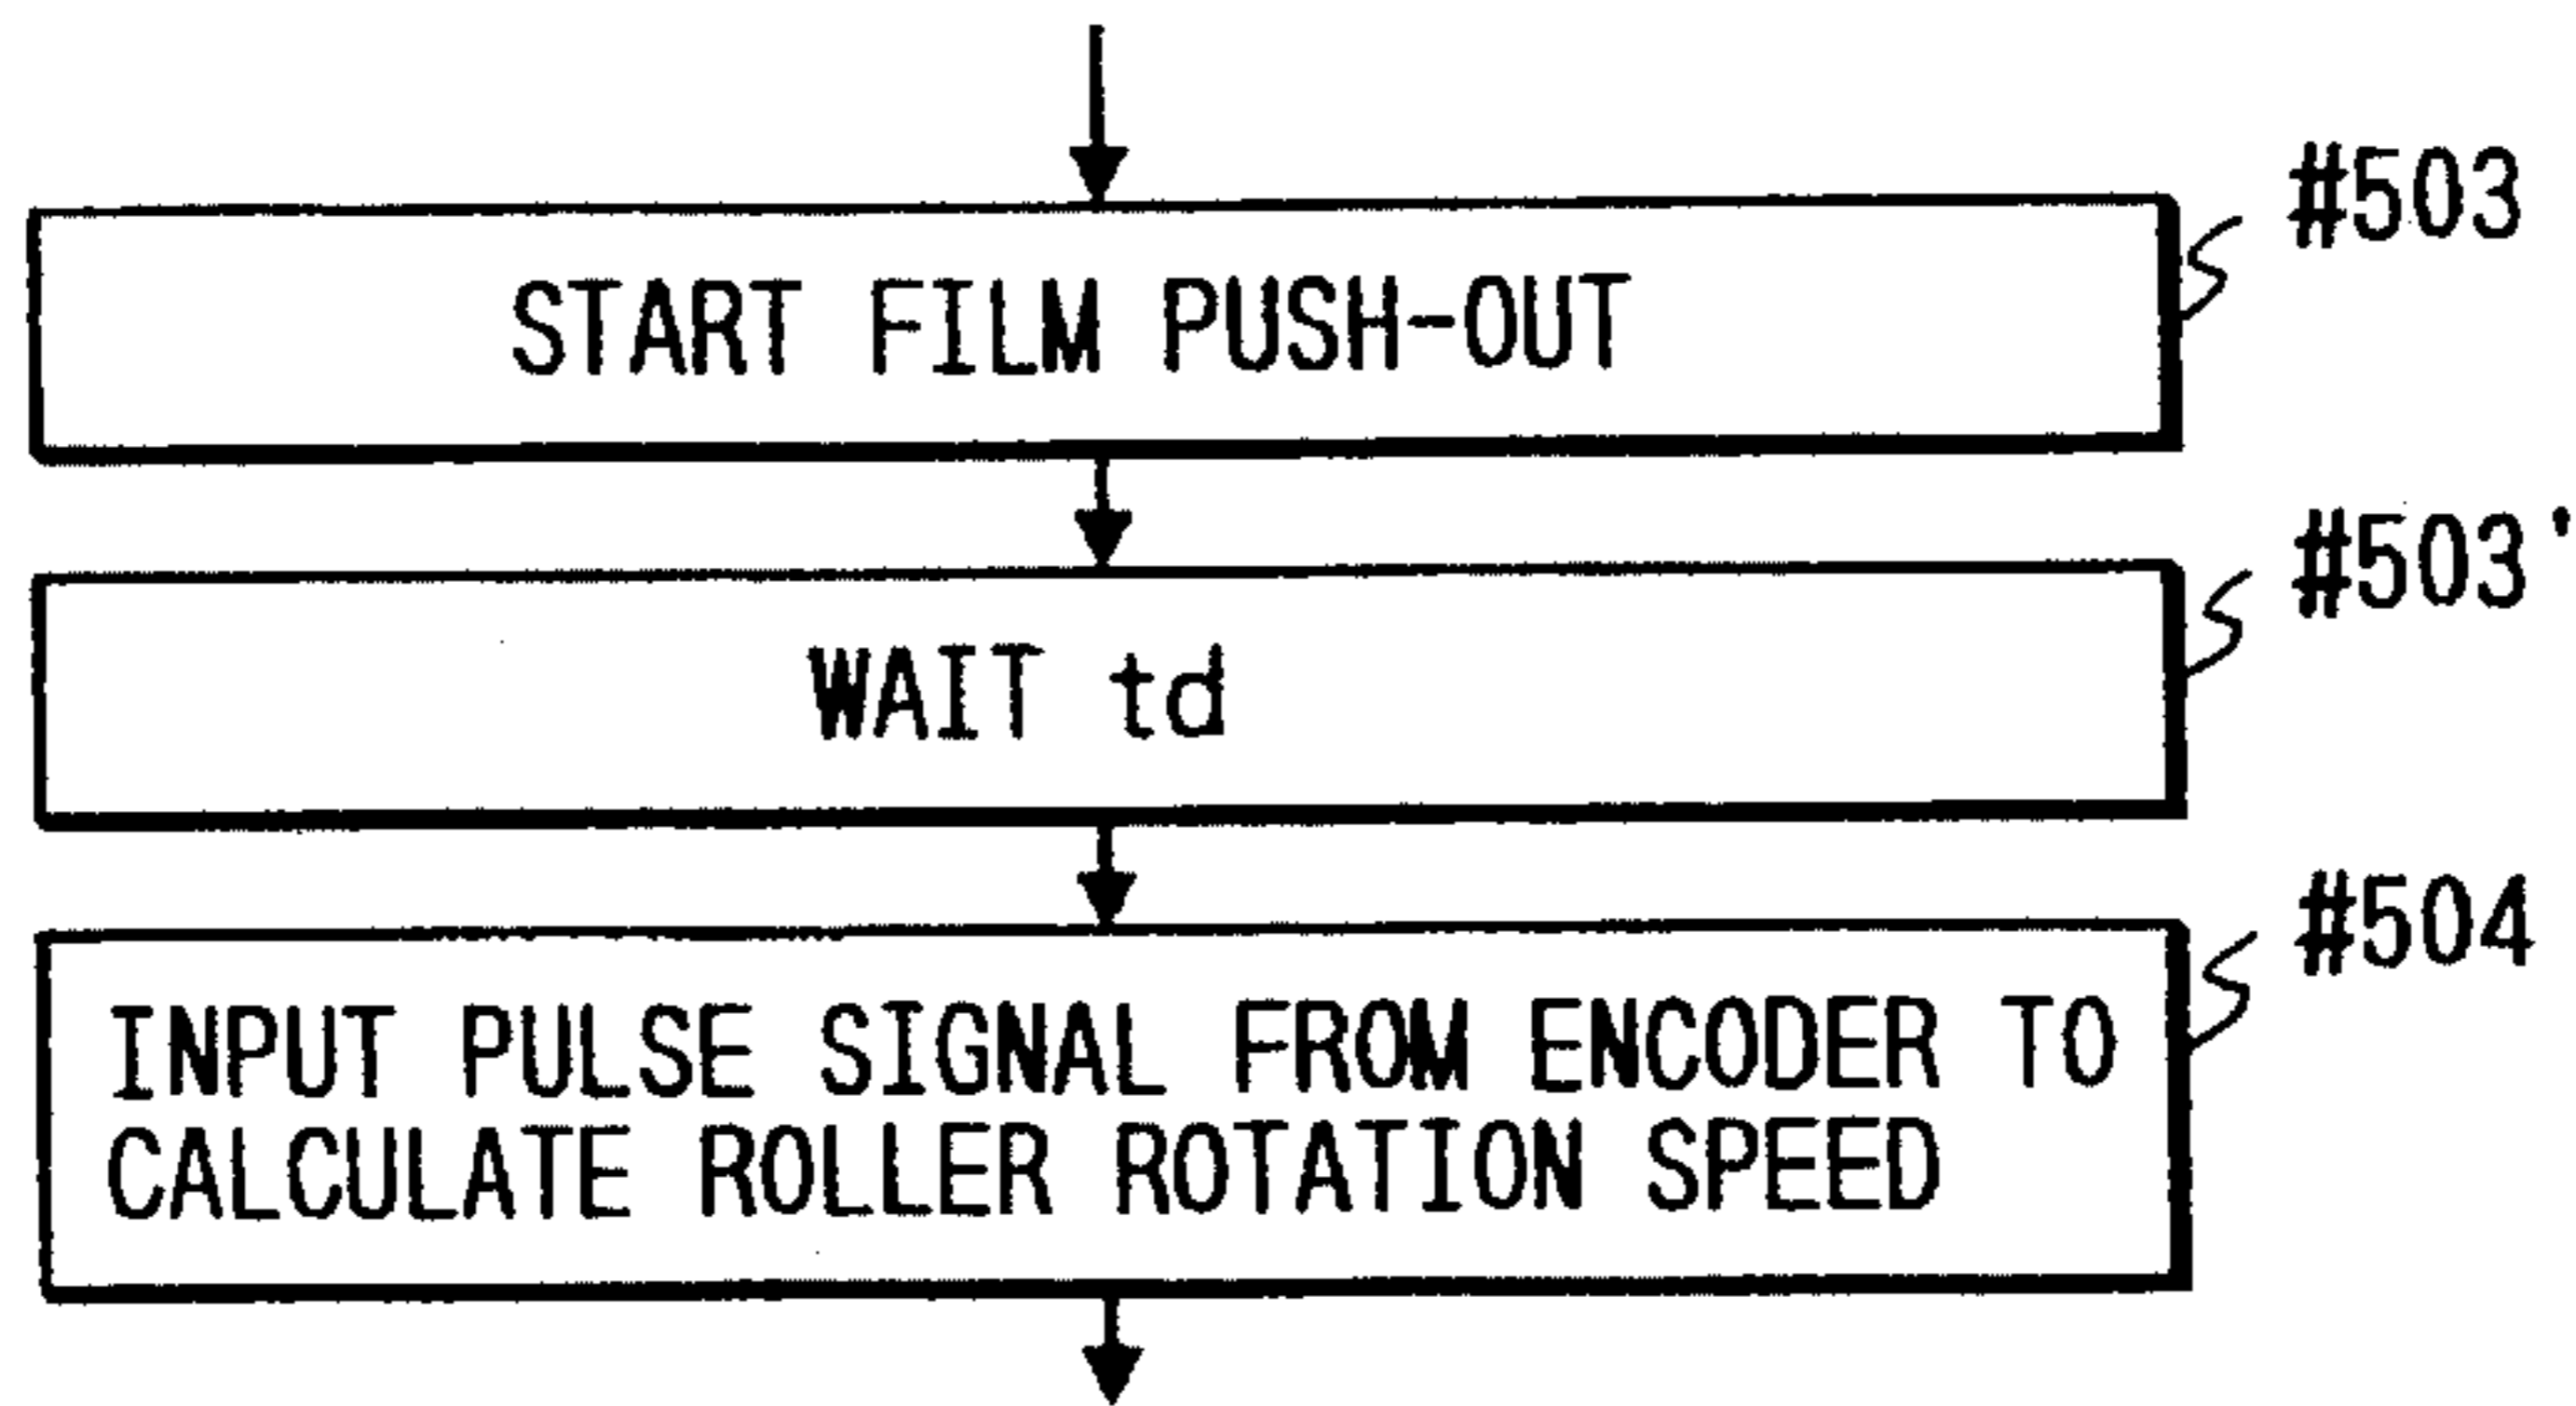 #503
START FILM PUSH-OUT
#503'
WAIT td
#504
INPUT PULSE SIGNAL FROM ENCODER TO
CALCULATE ROLLER ROTATION SPEED